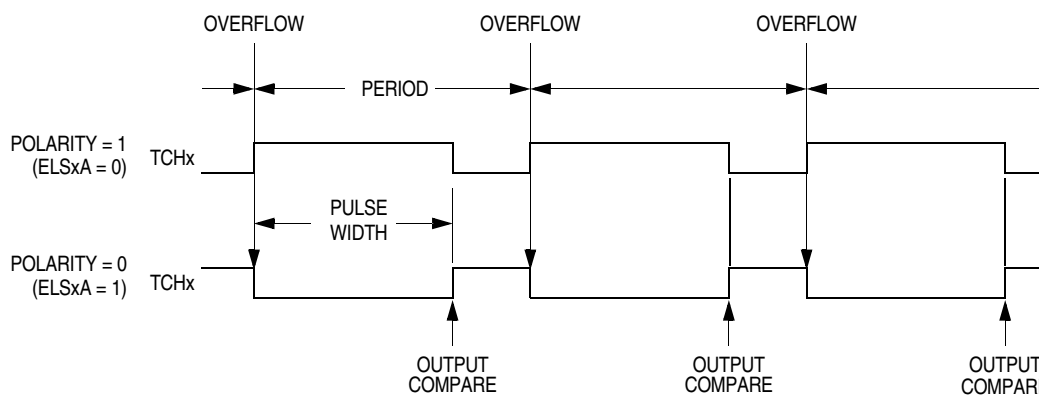 OVERFLOW
OVERFLOW
OVERFLOW
PERIOD
POLARITY = 1
(ELSxA = 0)
TCHx
PULSE
WIDTH
POLARITY = 0
(ELSxA = 1)
TCHx
OUTPUT
COMPARE
OUTPUT
COMPARE
OUTPUT
COMPARE